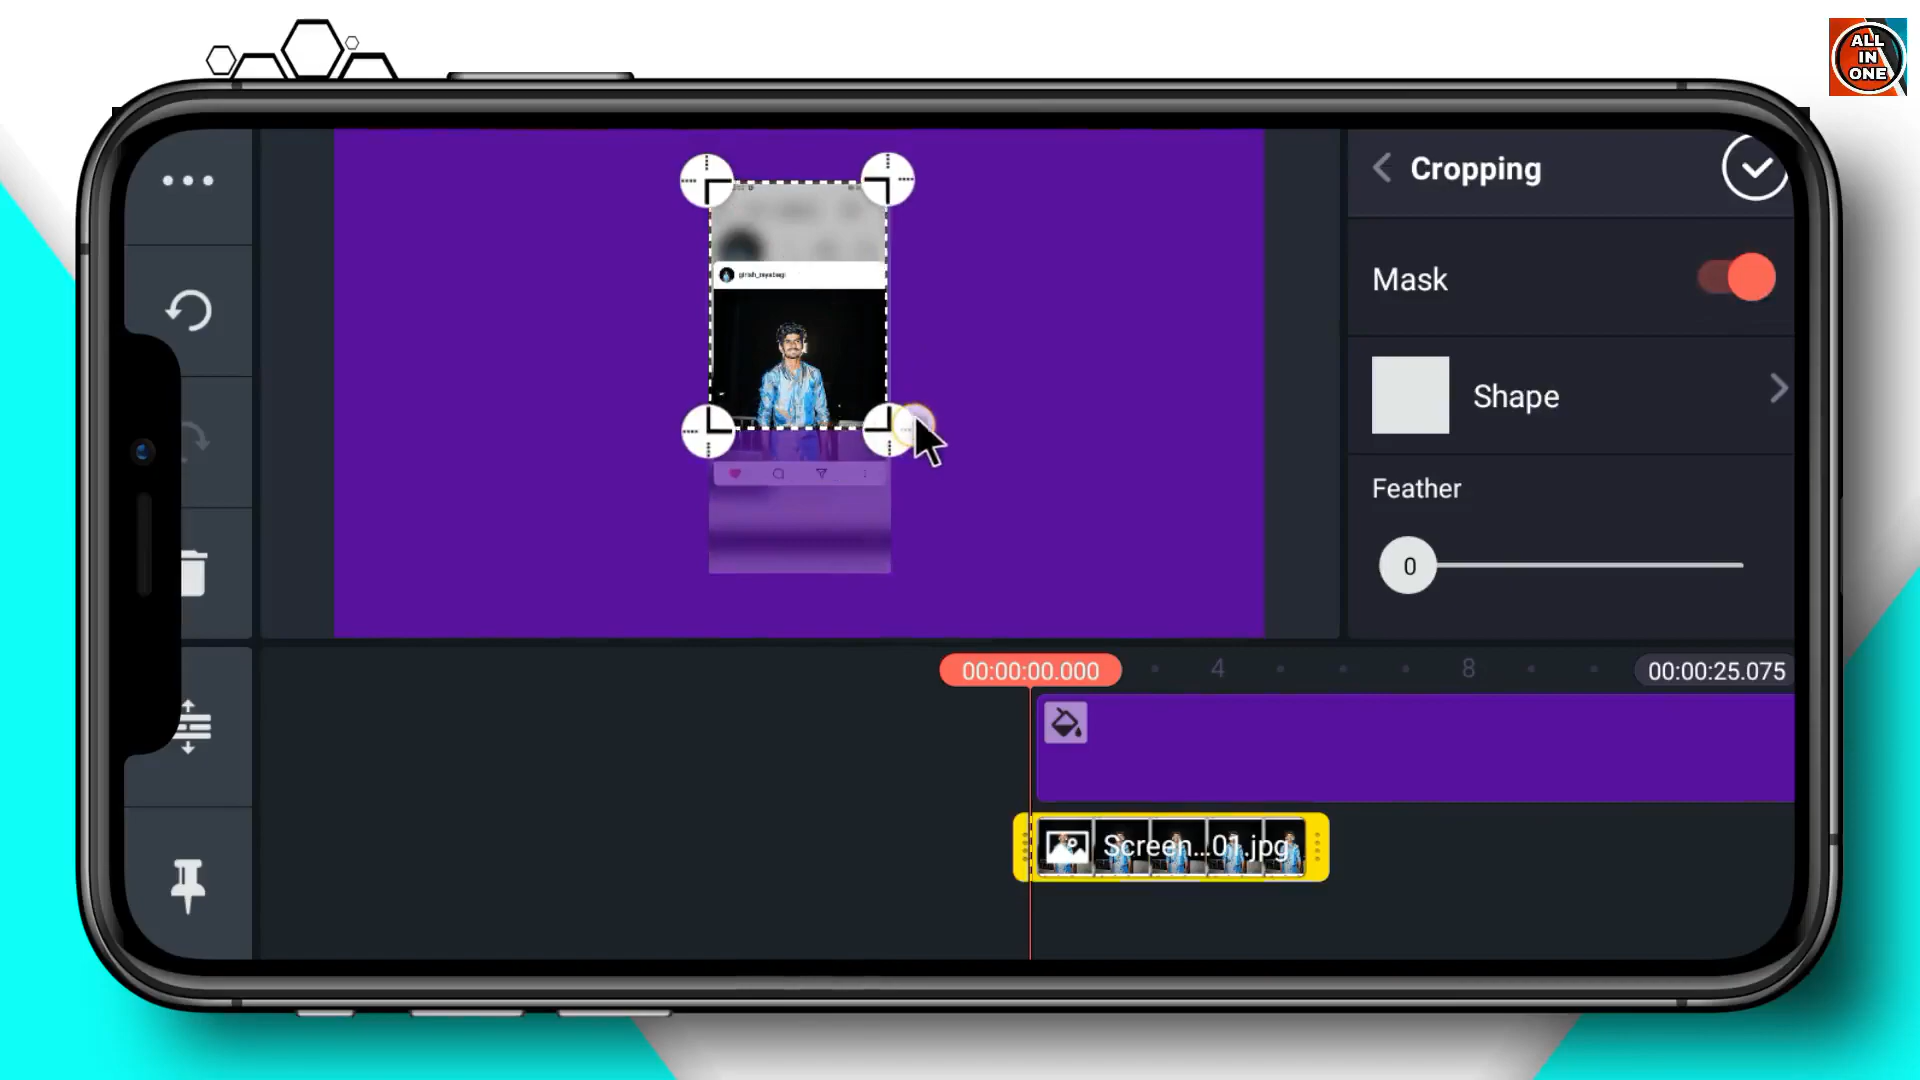 ALL
IN
ONE
Cropping
Mask
Shape
Feather
0
00:00:00.000
4
8
00:00:25.075
Screen...01.jpg